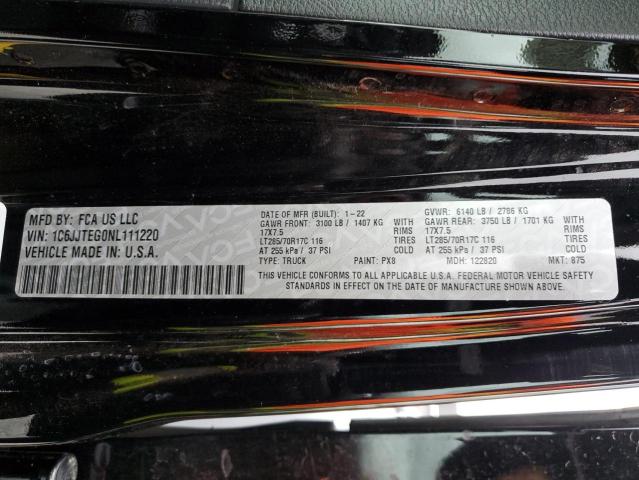 MFD BY: FCA US LLC
VIN: 1C6JJTEG0NL111220
VEHICLE MADE IN: U.S.A.
DATE OF MFR (BUILT): 1-22 GVWR: 6140 LB / 2786 KG
GAWR FRONT: 3100 LB / 1407 KG WITH GAWR REAR: 3750 LB / 1701 KG WITH
17X7.5 RIMS 17X7.5 RIMS
LT285/70R17C 116 TIRES LT285/70R17C 116 TIRES
AT 255 kPa / 37 PSI COLD AT 255 kPa / 37 PSI COLD
TYPE: TRUCK PAINT: PX8 MDH: 122820 MKT: 875
THIS VEHICLE CONFORMS TO ALL APPLICABLE U.S.A. FEDERAL MOTOR VEHICLE SAFETY
STANDARDS IN EFFECT ON THE DATE OF MANUFACTURE SHOWN ABOVE.